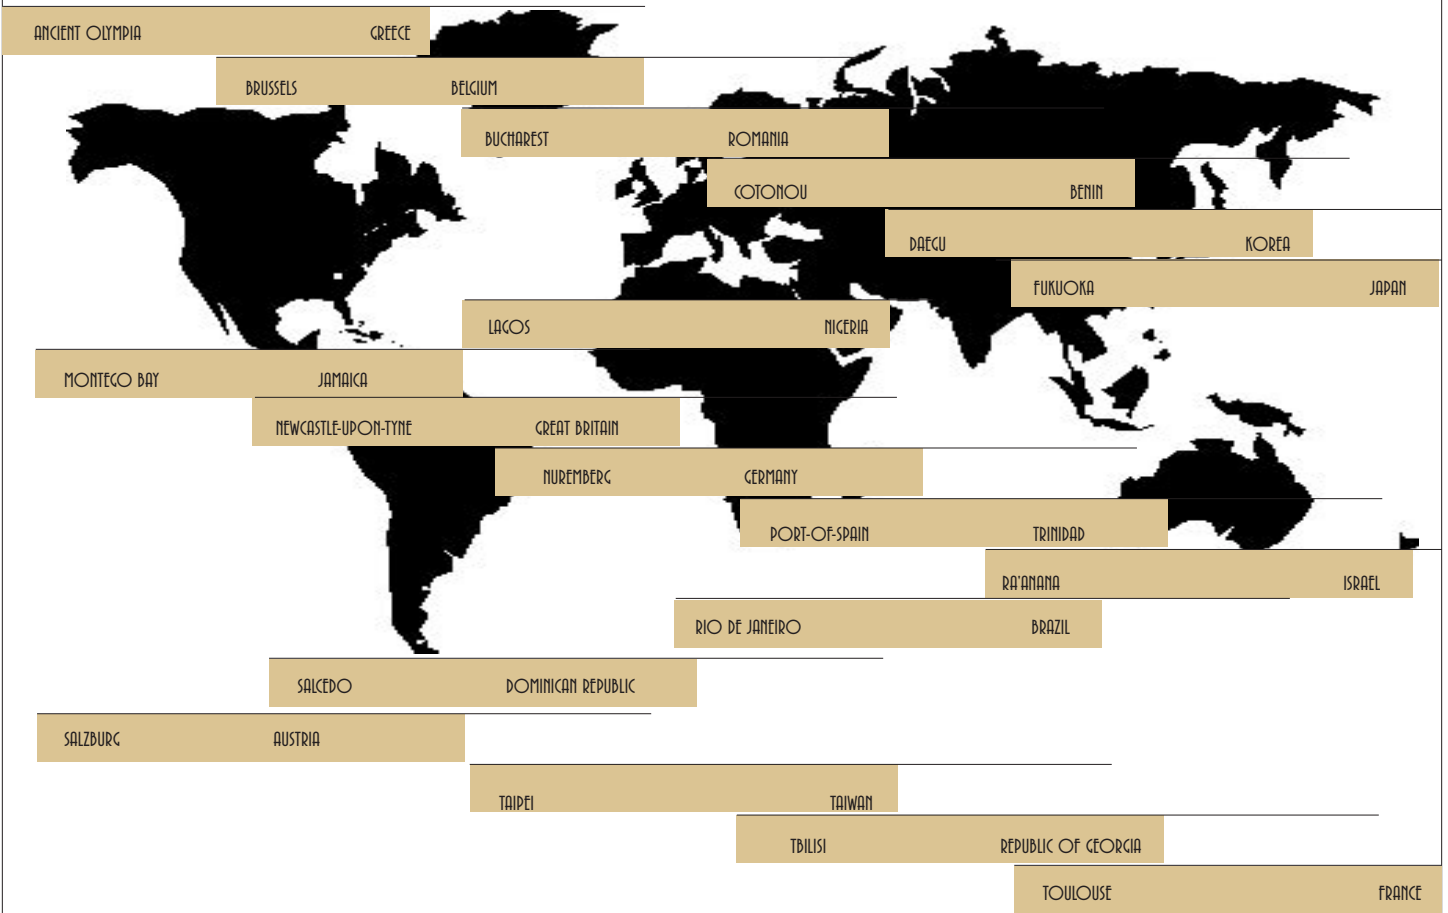 ANCIENT OLYMPIA GREECE
BRUSSELS BELGIUM
BUCHAREST ROMANIA
COTONOU BENIN
DAEGU KOREA
FUKUOKA JAPAN
LAGOS NIGERIA
MONTEGO BAY JAMAICA
NEWCASTLE-UPON-TYNE GREAT BRITAIN
NUREMBERG GERMANY
PORT-OF-SPAIN TRINIDAD
RA'ANANA ISRAEL
RIO DE JANEIRO BRAZIL
SALCEDO DOMINICAN REPUBLIC
SALZBURG AUSTRIA
TAIPEI TAIWAN
TBILISI REPUBLIC OF GEORGIA
TOULOUSE FRANCE